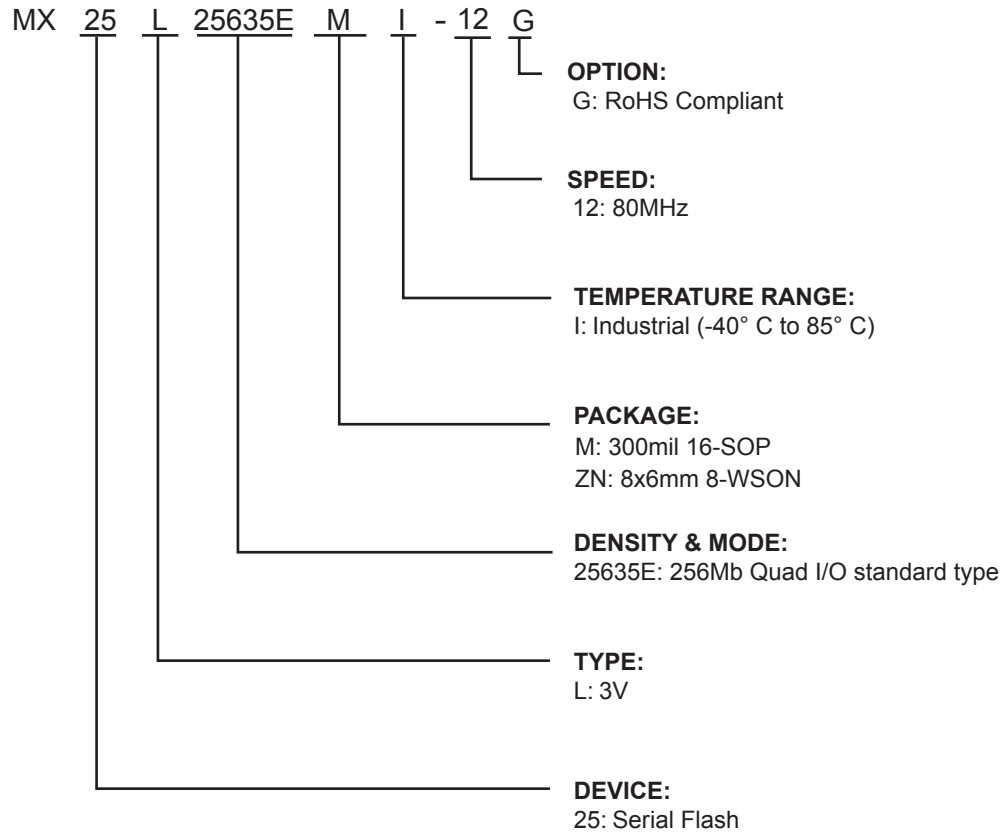 MX 25 L 25635E M I - 12 G
OPTION:
G: RoHS Compliant
SPEED:
12: 80MHz
TEMPERATURE RANGE:
I: Industrial (-40° C to 85° C)
PACKAGE:
M: 300mil 16-SOP
ZN: 8x6mm 8-WSON
DENSITY & MODE:
25635E: 256Mb Quad I/O standard type
TYPE:
L: 3V
DEVICE:
25: Serial Flash